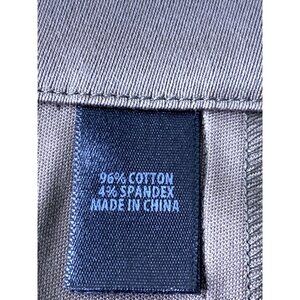 96% COTTON
4% SPANDEX
MADE IN CHINA